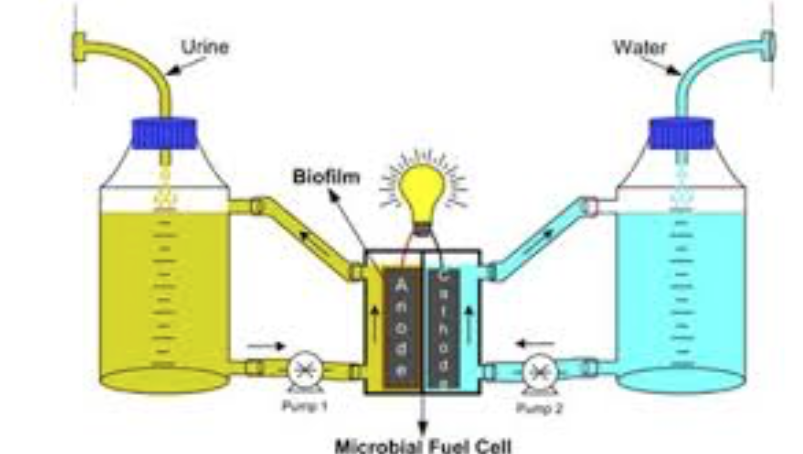 Urine
Water
Biofilm
Anode
Cathode
Pump 1
Pump 2
Microbial Fuel Cell